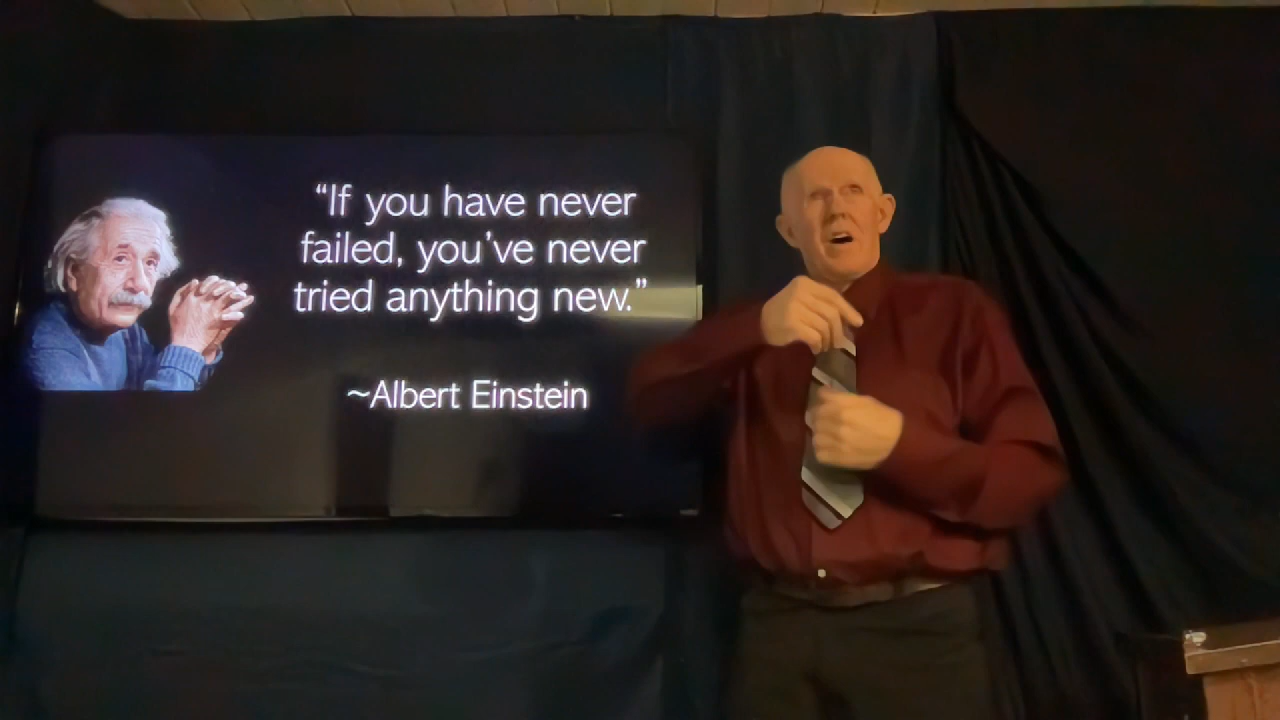 “If you have never
failed, you’ve never
tried anything new.”
~Albert Einstein